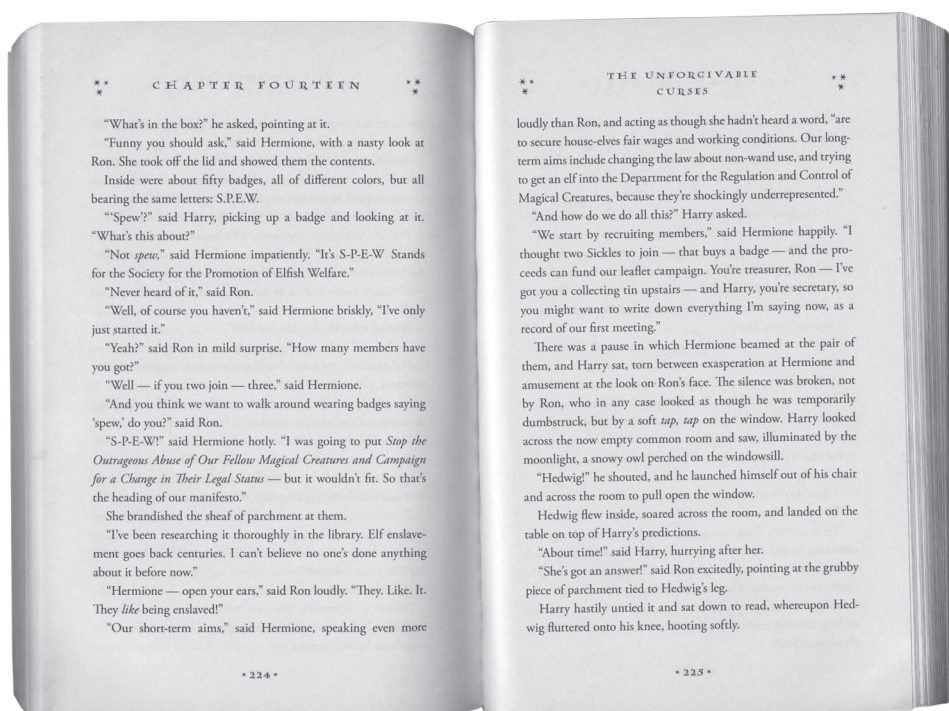 CHAPTER FOURTEEN
“What’s in the box?” he asked, pointing at it.
“Funny you should ask,” said Hermione, with a nasty look at
Ron. She took off the lid and showed them the contents.
Inside were about fifty badges, all of different colors, but all
bearing the same letters: S.P.E.W.
“‘Spew’?” said Harry, picking up a badge and looking at it.
“What’s this about?”
“Not spew,” said Hermione impatiently. “It’s S-P-E-W Stands
for the Society for the Promotion of Elfish Welfare.”
“Never heard of it,” said Ron.
“Well, of course you haven’t,” said Hermione briskly, “I’ve only
just started it.”
“Yeah?” said Ron in mild surprise. “How many members have
you got?”
“Well — if you two join — three,” said Hermione.
“And you think we want to walk around wearing badges saying
‘spew,’ do you?” said Ron.
“S-P-E-W!” said Hermione hotly. “I was going to put Stop the
Outrageous Abuse of Our Fellow Magical Creatures and Campaign
for a Change in Their Legal Status — but it wouldn’t fit. So that’s
the heading of our manifesto.”
She brandished the sheaf of parchment at them.
“I’ve been researching it thoroughly in the library. Elf enslave-
ment goes back centuries. I can’t believe no one’s done anything
about it before now.”
“Hermione — open your ears,” said Ron loudly. “They. Like. It.
They like being enslaved!”
“Our short-term aims,” said Hermione, speaking even more
224
THE UNFORGIVABLE
CURSES
loudly than Ron, and acting as though she hadn’t heard a word, “are
to secure house-elves fair wages and working conditions. Our long-
term aims include changing the law about non-wand use, and trying
to get an elf into the Department for the Regulation and Control of
Magical Creatures, because they’re shockingly underrepresented.”
“And how do we do all this?” Harry asked.
“We start by recruiting members,” said Hermione happily. “I
thought two Sickles to join — that buys a badge — and the pro-
ceeds can fund our leaflet campaign. You’re treasurer, Ron — I’ve
got you a collecting tin upstairs — and Harry, you’re secretary, so
you might want to write down everything I’m saying now, as a
record of our first meeting.”
There was a pause in which Hermione beamed at the pair of
them, and Harry sat, torn between exasperation at Hermione and
amusement at the look on Ron’s face. The silence was broken, not
by Ron, who in any case looked as though he was temporarily
dumbstruck, but by a soft tap, tap on the window. Harry looked
across the now empty common room and saw, illuminated by the
moonlight, a snowy owl perched on the windowsill.
“Hedwig!” he shouted, and he launched himself out of his chair
and across the room to pull open the window.
Hedwig flew inside, soared across the room, and landed on the
table on top of Harry’s predictions.
“About time!” said Harry, hurrying after her.
“She’s got an answer!” said Ron excitedly, pointing at the grubby
piece of parchment tied to Hedwig’s leg.
Harry hastily untied it and sat down to read, whereupon Hed-
wig fluttered onto his knee, hooting softly.
225